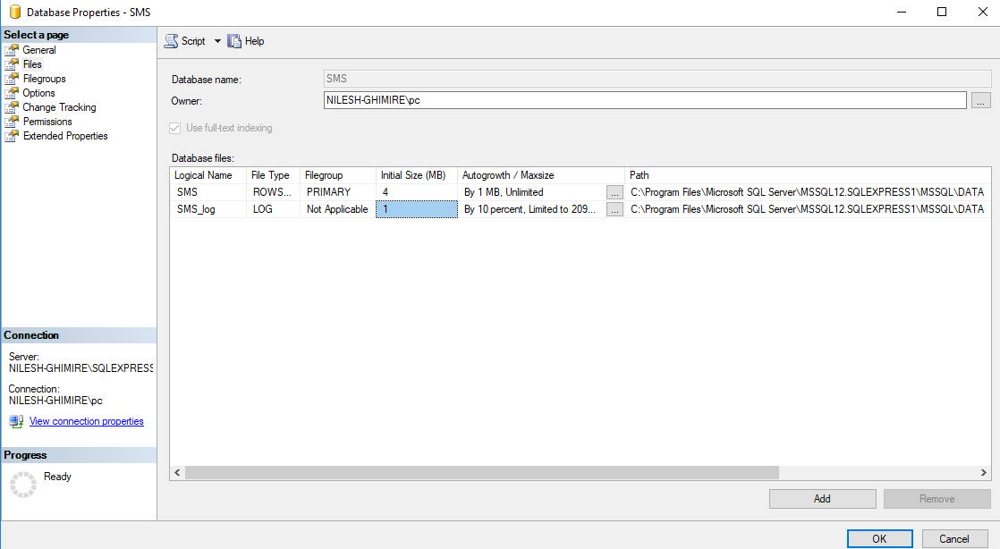 Database Properties - SMS
Select a page
General
Files
Filegroups
Options
Change Tracking
Permissions
Extended Properties
Script Help
Database name: SMS
Owner: NILESH-GHIMIRE\pc ...
Use full-text indexing
Database files:
Logical Name File Type Filegroup Initial Size (MB) Autogrowth / Maxsize Path
SMS ROWS... PRIMARY 4 By 1 MB, Unlimited ... C:\Program Files\Microsoft SQL Server\MSSQL12.SQLEXPRESS1\MSSQL\DATA
SMS_log LOG Not Applicable 1 By 10 percent, Limited to 209... ... C:\Program Files\Microsoft SQL Server\MSSQL12.SQLEXPRESS1\MSSQL\DATA
Connection
Server:
NILESH-GHIMIRE\SQLEXPRESS
Connection:
NILESH-GHIMIRE\pc
View connection properties
Progress
Ready
Add Remove
OK Cancel